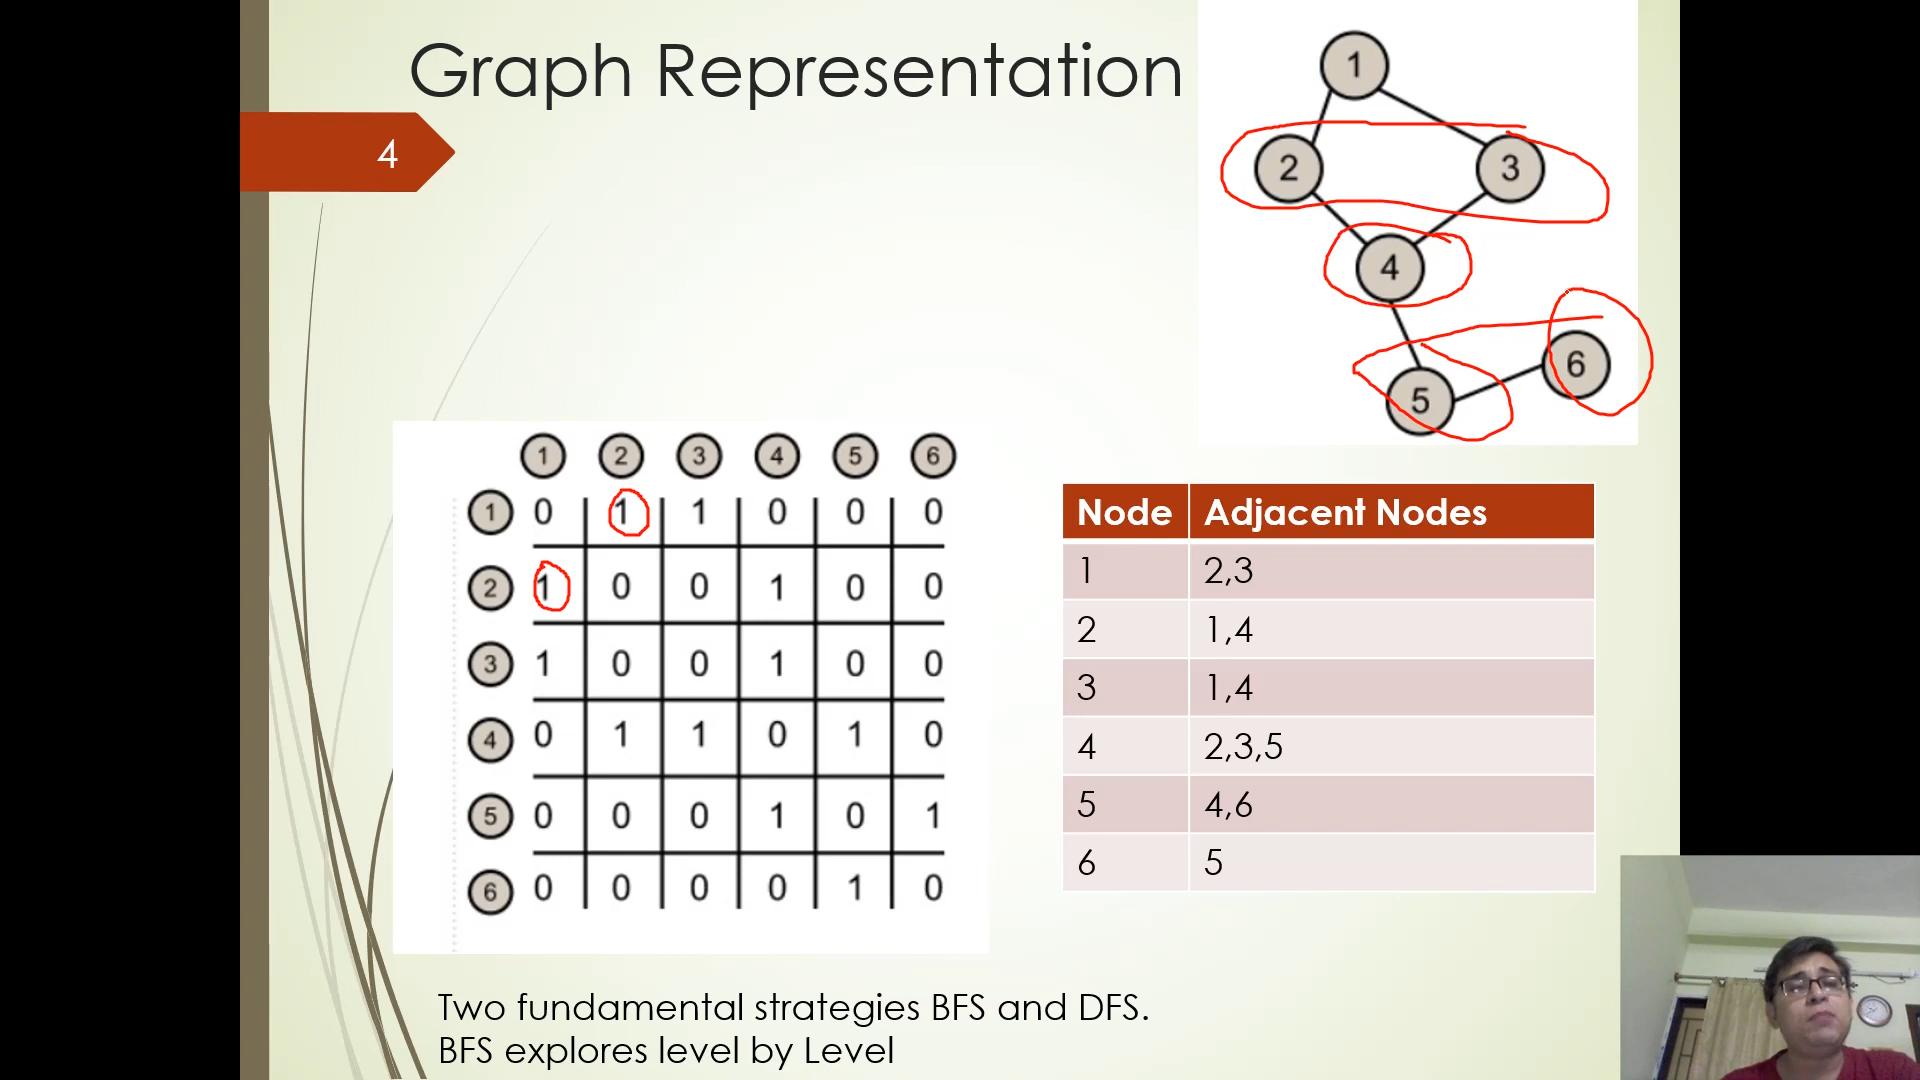 Graph Representation
4
1
2 3
4
5 6
1 2 3 4 5 6
1 0 1 1 0 0 0
2 1 0 0 1 0 0
3 1 0 0 1 0 0
4 0 1 1 0 1 0
5 0 0 0 1 0 1
6 0 0 0 0 1 0
Node Adjacent Nodes
1 2,3
2 1,4
3 1,4
4 2,3,5
5 4,6
6 5
Two fundamental strategies BFS and DFS.
BFS explores level by Level